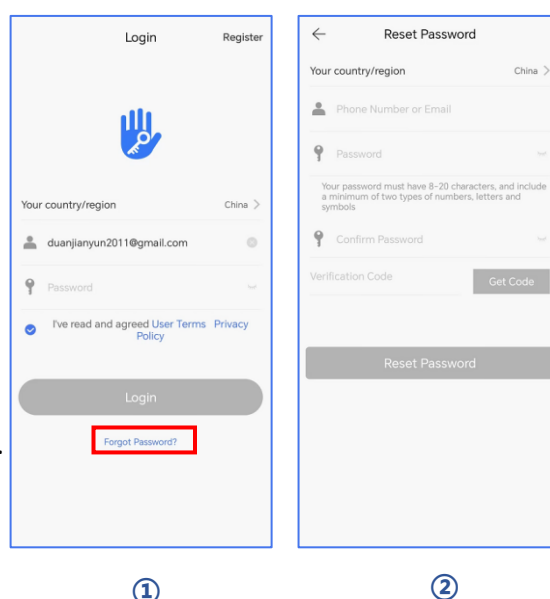 Login Register
Your country/region China
duanjianyun2011@gmail.com
Password
I've read and agreed User Terms Privacy
Policy
Login
Forgot Password?
①
Reset Password
Your country/region China
Phone Number or Email
Password
Your password must have 8-20 characters, and include
a minimum of two types of numbers, letters and
symbols
Confirm Password
Verification Code Get Code
Reset Password
②